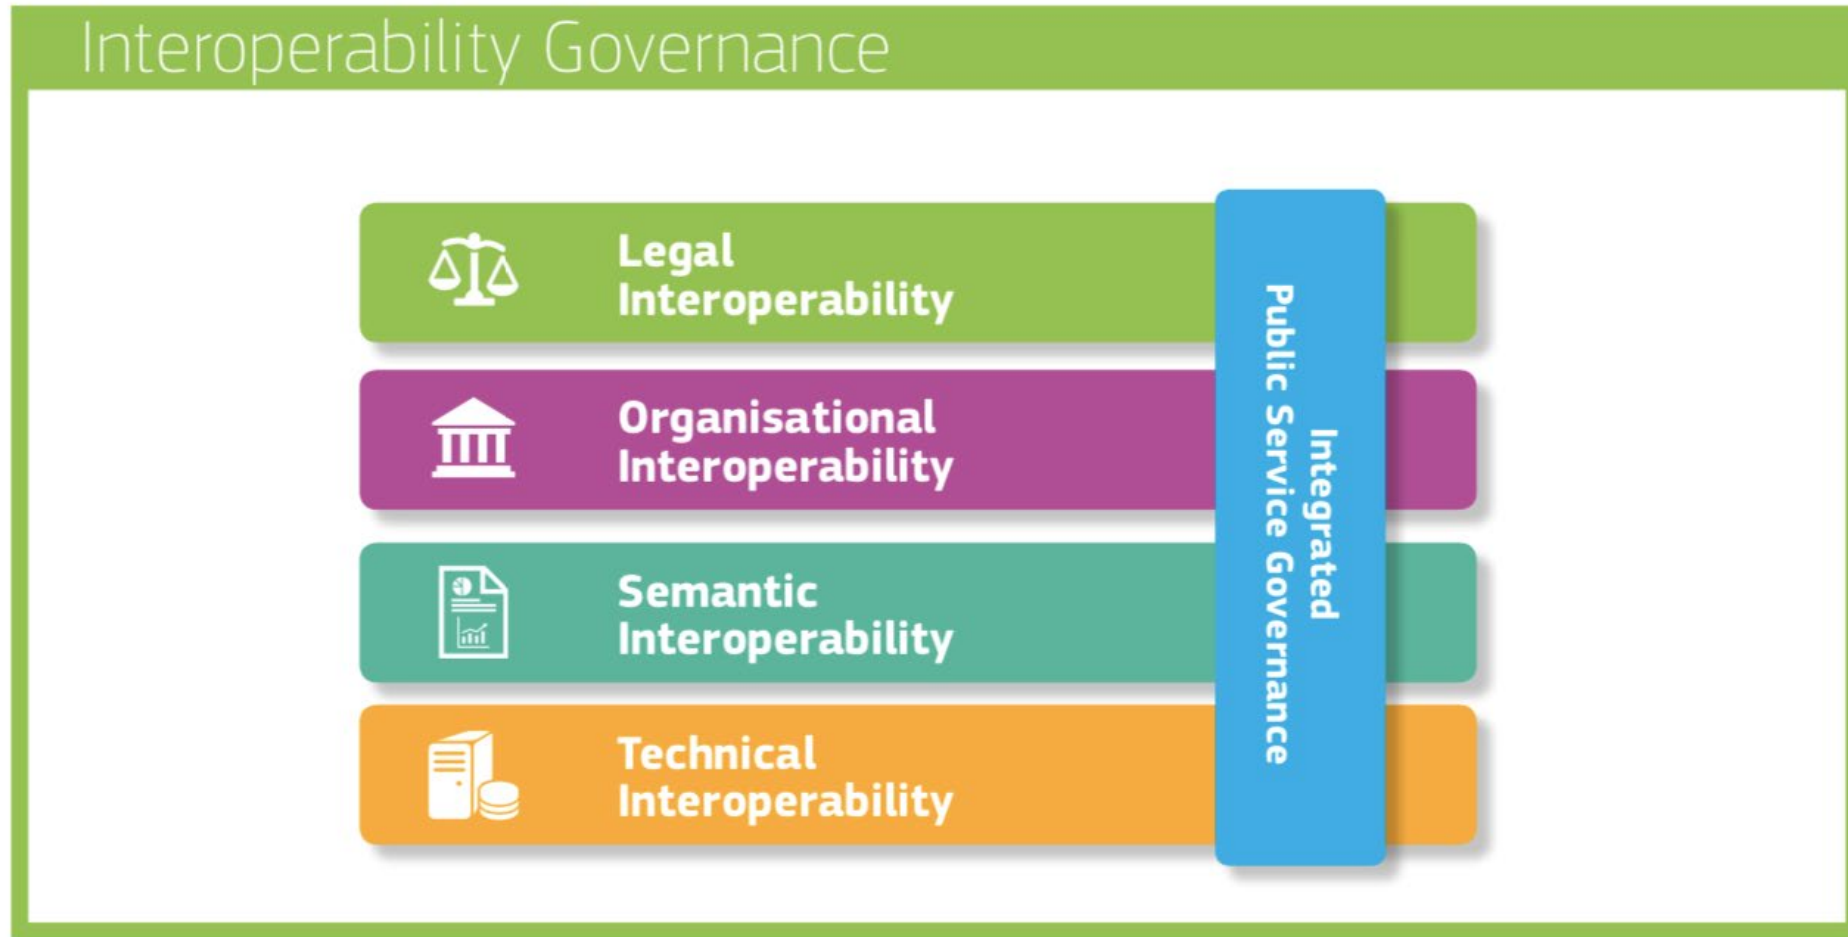 Interoperability Governance
Legal
Interoperability
Organisational
Interoperability
Semantic
Interoperability
Technical
Interoperability
Integrated
Public Service Governance